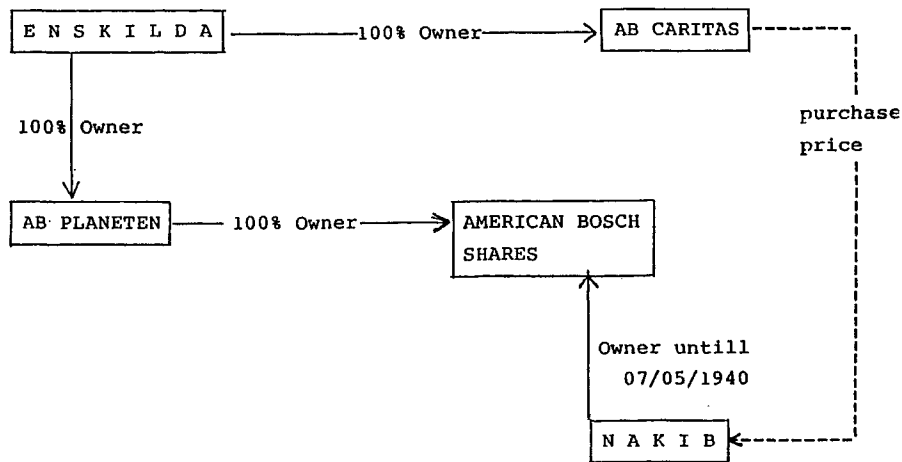 E N S K I L D A
100% Owner
AB CARITAS
purchase
price
100% Owner
AB PLANETEN
100% Owner
AMERICAN BOSCH
SHARES
Owner untill
07/05/1940
N A K I B